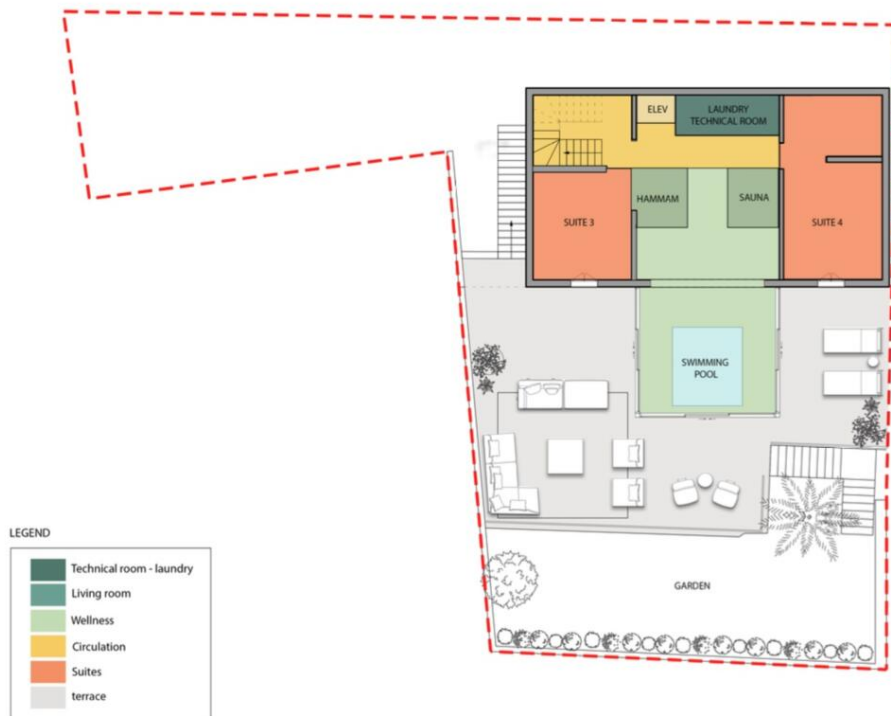 ELEV
LAUNDRY
TECHNICAL ROOM
HAMMAM
SAUNA
SUITE 3
SUITE 4
SWIMMING
POOL
GARDEN
LEGEND
Technical room - laundry
Living room
Wellness
Circulation
Suites
terrace